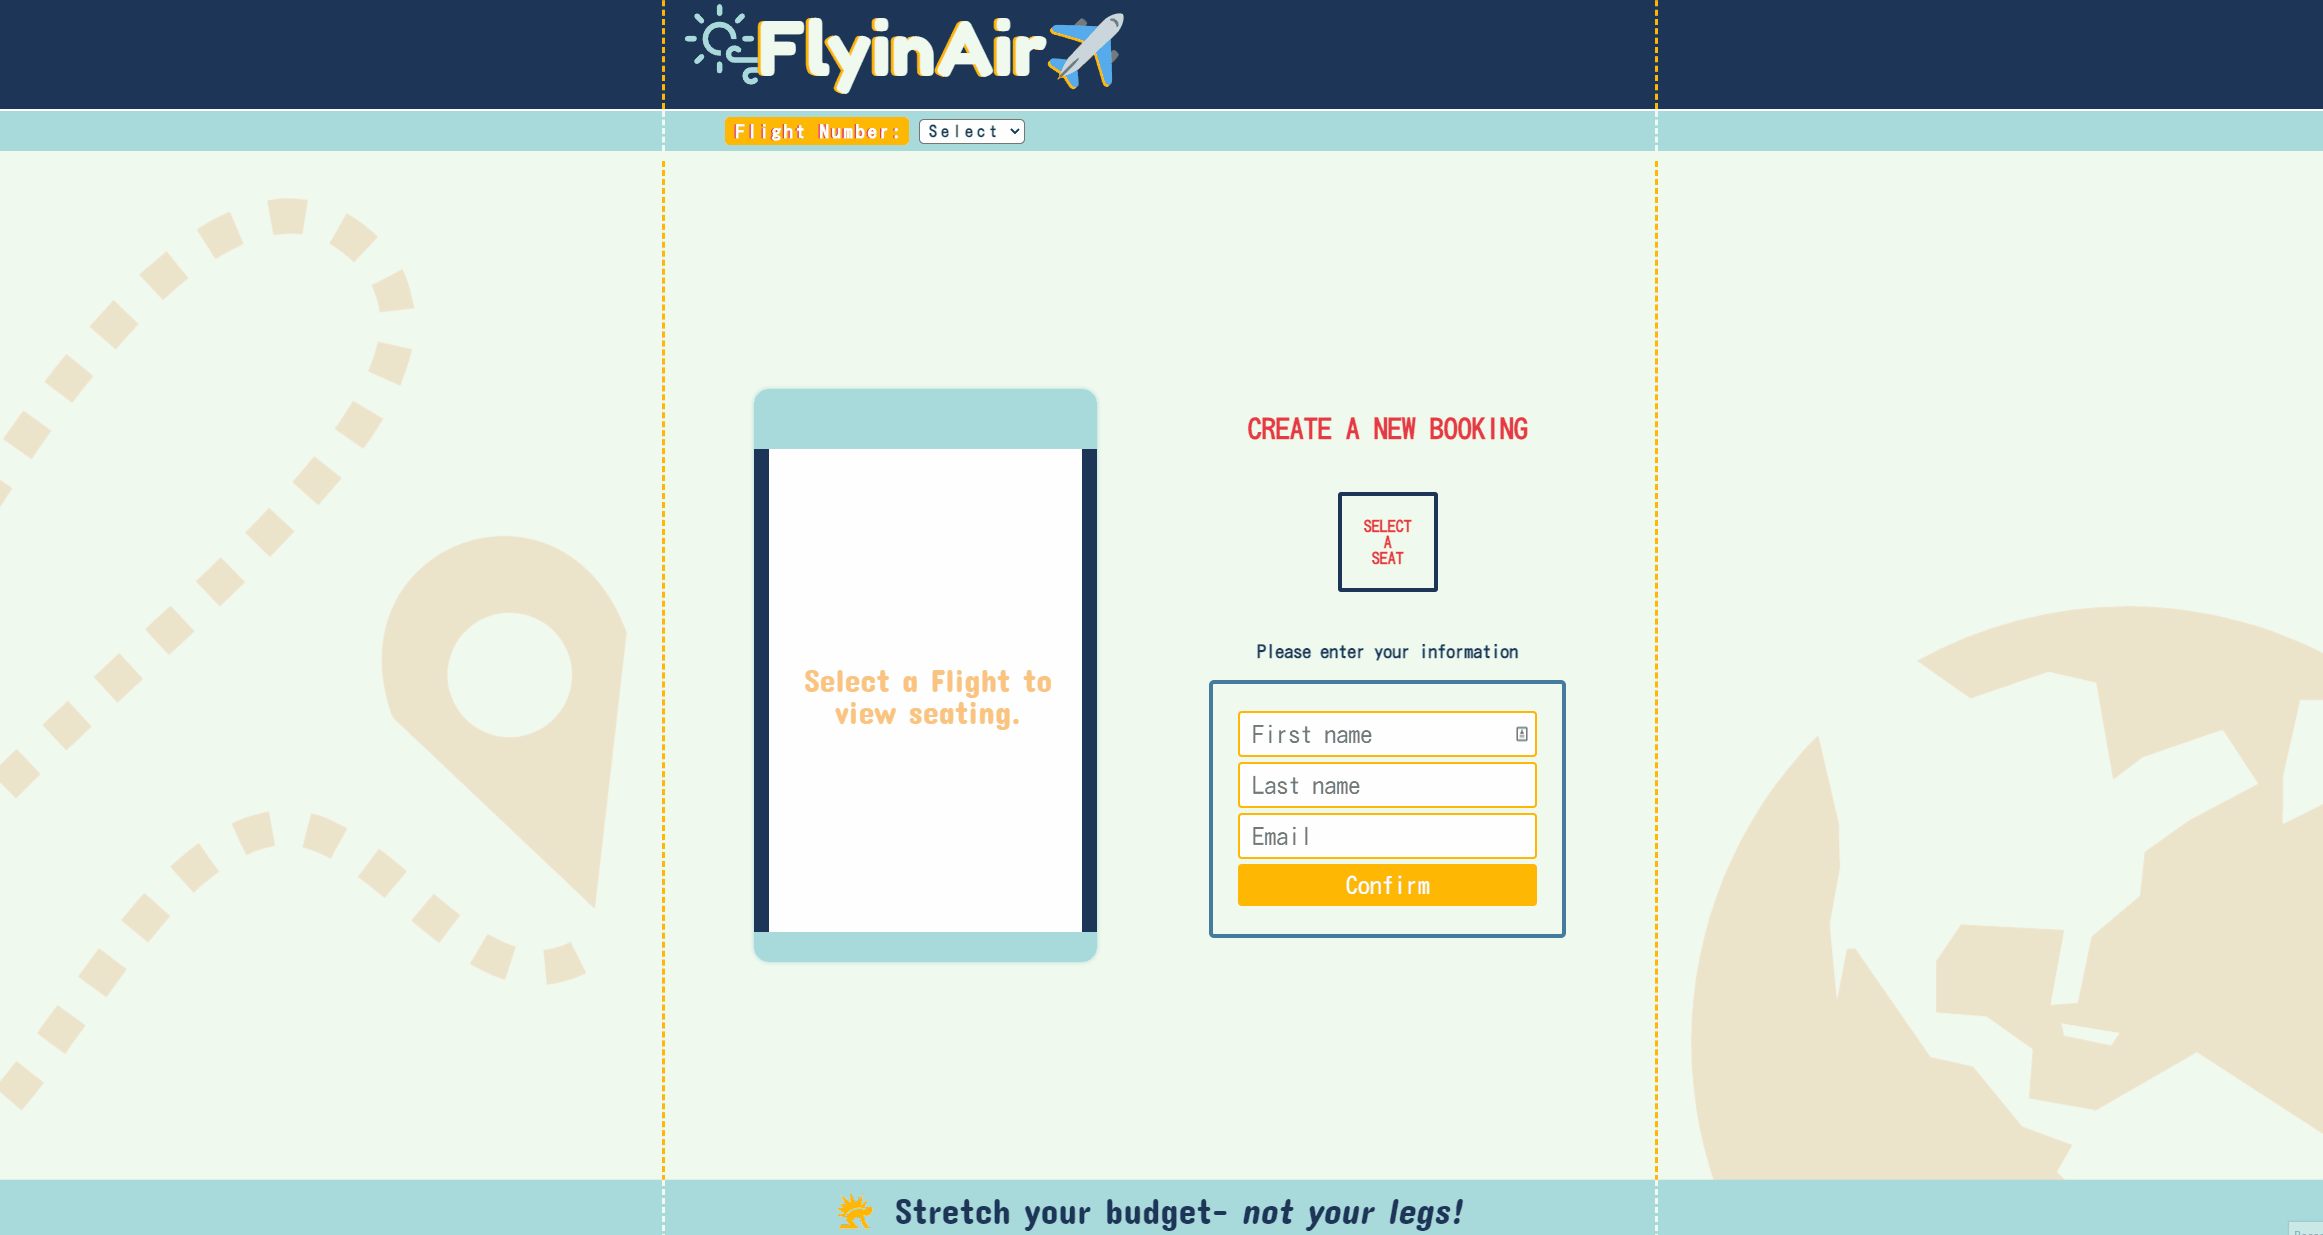 FlyinAir
Flight Number:
Select
Select a Flight to
view seating.
CREATE A NEW BOOKING
SELECT
A
SEAT
Please enter your information
First name
Last name
Email
Confirm
Stretch your budget- not your legs!